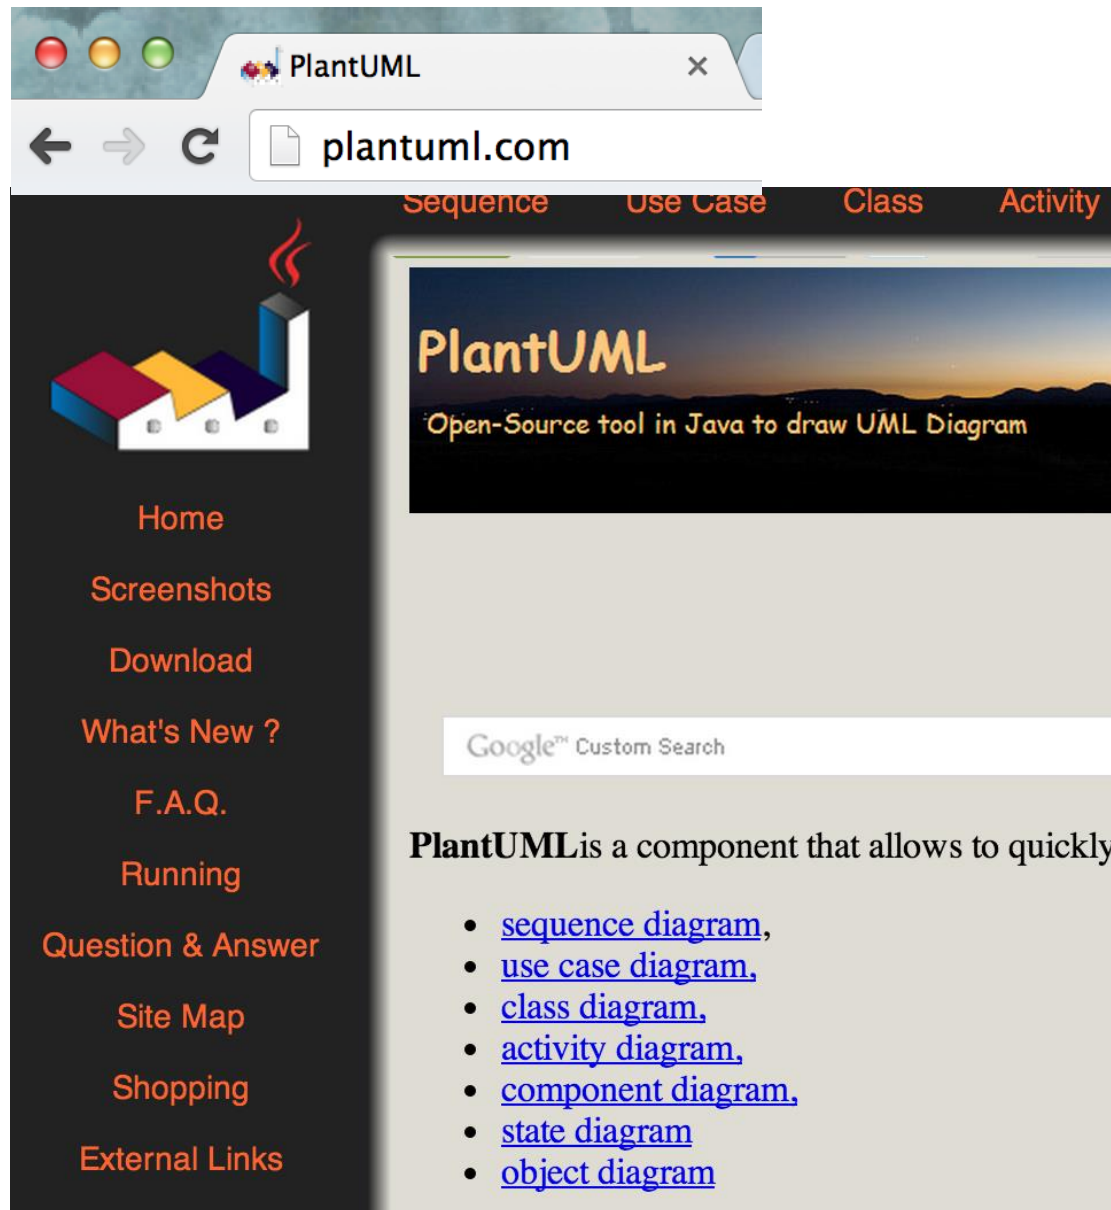 PlantUML
plantuml.com
Sequence Use Case Class Activity
PlantUML
Open-Source tool in Java to draw UML Diagram
Home
Screenshots
Download
What's New ?
F.A.Q.
Running
Question & Answer
Site Map
Shopping
External Links
Google™ Custom Search
PlantUML is a component that allows to quickly
sequence diagram,
use case diagram,
class diagram,
activity diagram,
component diagram,
state diagram
object diagram